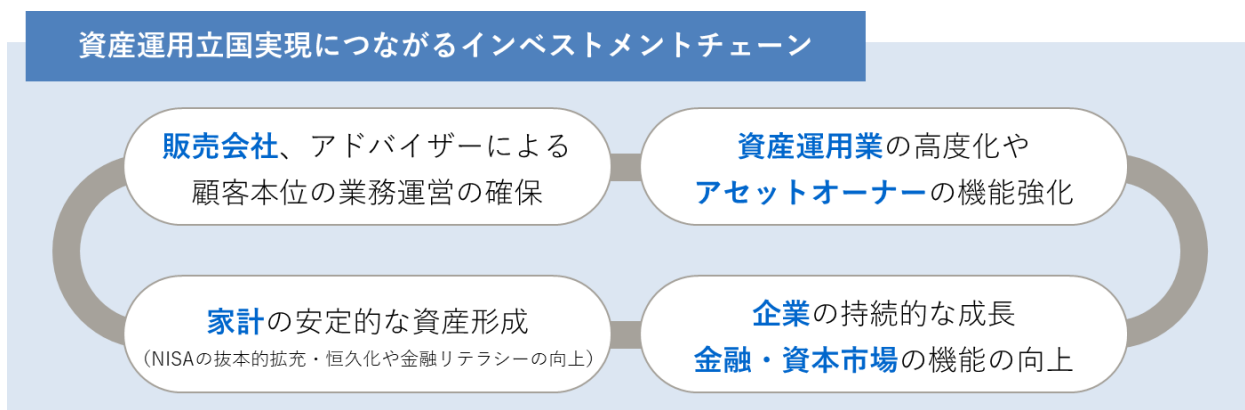 資産運用立国実現につながるインベストメントチェーン
販売会社、アドバイザーによる
顧客本位の業務運営の確保
資産運用業の高度化や
アセットオーナーの機能強化
家計の安定的な資産形成
（NISAの抜本的拡充・恒久化や金融リテラシーの向上）
企業の持続的な成長
金融・資本市場の機能の向上